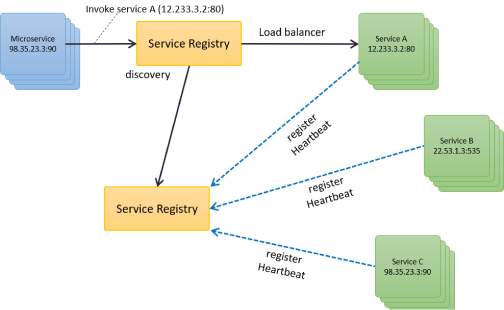 Invoke service A (12.233.3.2:80)
Microservice
98.35.23.3:90
Service Registry
Load balancer
Service A
12.233.3.2:80
discovery
register
Heartbeat
Serivice B
22.53.1.3:535
register
Heartbeat
Service Registry
register
Heartbeat
Service C
98.35.23.3:90